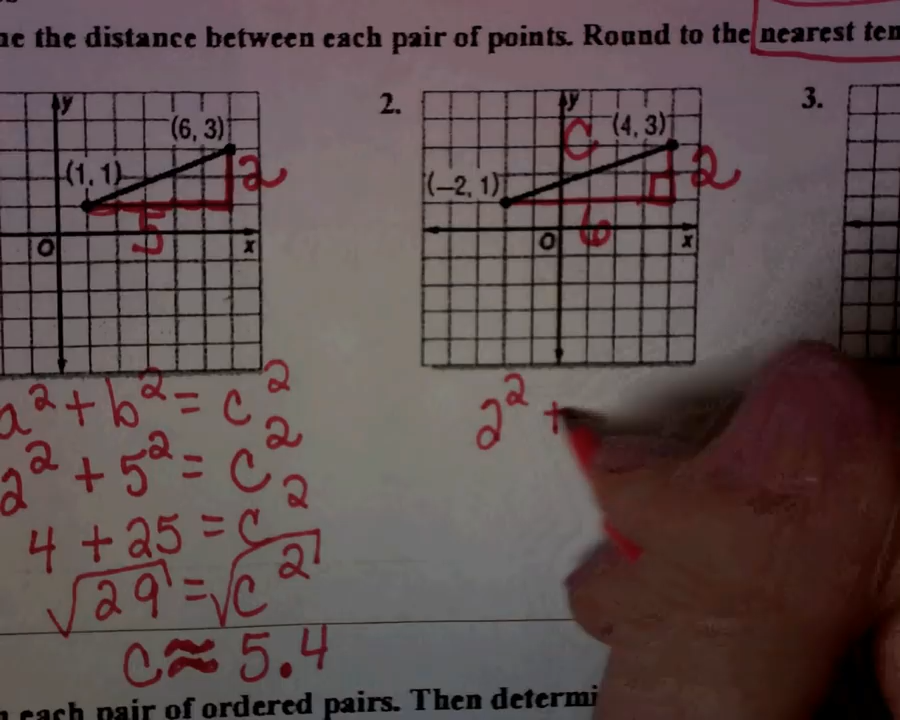 the distance between each pair of points. Round to the nearest ten
y
(6, 3)
(1, 1)
2
5
O
x
2.
y
C
(4, 3)
(−2, 1)
2
6
O
x
3.
a² + b² = c²
2² + 5² = c²
4 + 25 = c²
√29 = √c²
c ≈ 5.4
2² +
each pair of ordered pairs. Then determi